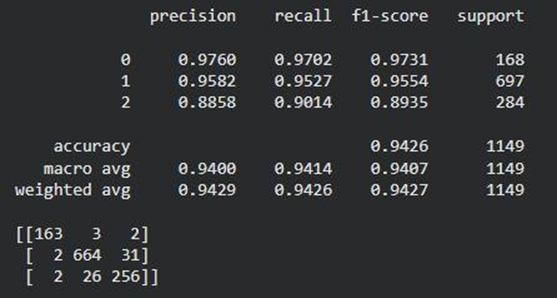 precision recall f1-score support
0 0.9760 0.9702 0.9731 168
1 0.9582 0.9527 0.9554 697
2 0.8858 0.9014 0.8935 284
accuracy 0.9426 1149
macro avg 0.9400 0.9414 0.9407 1149
weighted avg 0.9429 0.9426 0.9427 1149
[[163 3 2]
[ 2 664 31]
[ 2 26 256]]